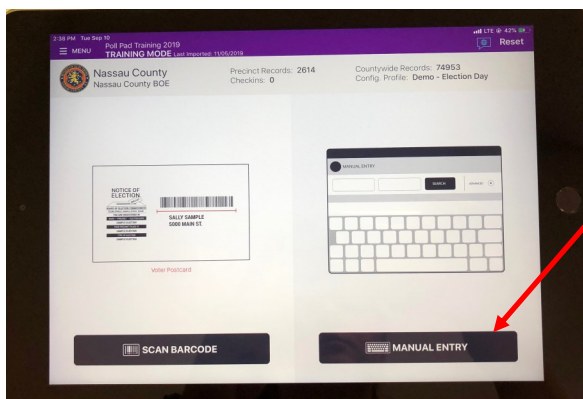 2:38 PM Tue Sep 10
LTE 42%
MENU
Poll Pad Training 2019
TRAINING MODE Last Imported: 11/05/2019
Reset
Nassau County
Nassau County BOE
Precinct Records: 2614
Checkins: 0
Countywide Records: 74953
Config. Profile: Demo - Election Day
NOTICE OF
ELECTION
SALLY SAMPLE
5000 MAIN ST.
Voter Postcard
MANUAL ENTRY
SEARCH
SCAN BARCODE
MANUAL ENTRY